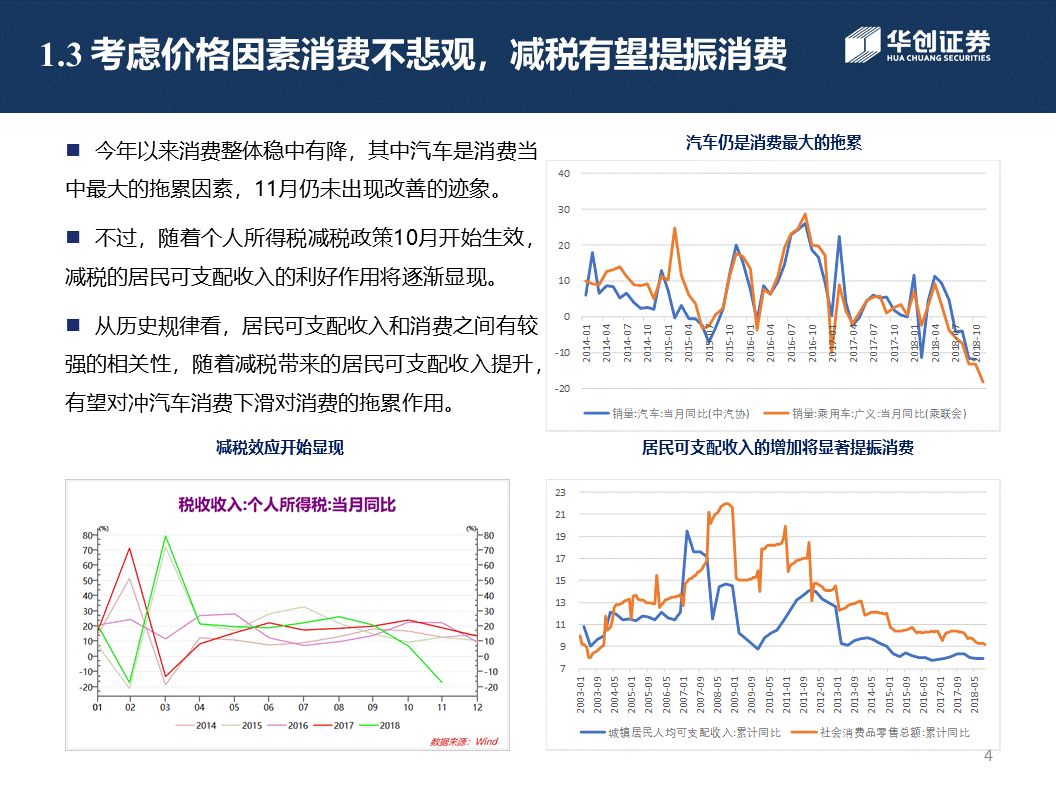 1.3 考虑价格因素消费不悲观，减税有望提振消费
华创证券
HUA CHUANG SECURITIES
■ 今年以来消费整体稳中有降，其中汽车是消费当
中最大的拖累因素，11月仍未出现改善的迹象。
■ 不过，随着个人所得税减税政策10月开始生效，
减税的居民可支配收入的利好作用将逐渐显现。
■ 从历史规律看，居民可支配收入和消费之间有较
强的相关性，随着减税带来的居民可支配收入提升，
有望对冲汽车消费下滑对消费的拖累作用。
汽车仍是消费最大的拖累
40
30
20
10
0
-10
-20
2014-01 2014-04 2014-07 2014-10 2015-01 2015-04 2015-07 2015-10 2016-01 2016-04 2016-07 2016-10 2017-01 2017-04 2017-07 2017-10 2018-01 2018-04 2018-07 2018-10
销量:汽车:当月同比(中汽协) 销量:乘用车:广义:当月同比(乘联会)
减税效应开始显现
税收收入:个人所得税:当月同比
(%) (%)
80 80
70 70
60 60
50 50
40 40
30 30
20 20
10 10
0 0
-10 -10
-20 -20
01 02 03 04 05 06 07 08 09 10 11 12
2014 2015 2016 2017 2018
数据来源：Wind
居民可支配收入的增加将显著提振消费
23
21
19
17
15
13
11
9
7
2003-01 2003-09 2004-05 2005-01 2005-09 2006-05 2007-01 2007-09 2008-05 2009-01 2009-09 2010-05 2011-01 2011-09 2012-05 2013-01 2013-09 2014-05 2015-01 2015-09 2016-05 2017-01 2017-09 2018-05
城镇居民人均可支配收入:累计同比 社会消费品零售总额:累计同比
4